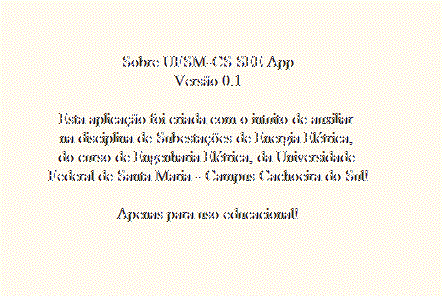 Sobre UFSM-CS SEE App
Versão 0.1
Esta aplicação foi criada com o intuito de auxiliar
na disciplina de Subestações de Energia Elétrica,
do curso de Engenharia Elétrica, da Universidade
Federal de Santa Maria - Campus Cachoeira do Sul!
Apenas para uso educacional!